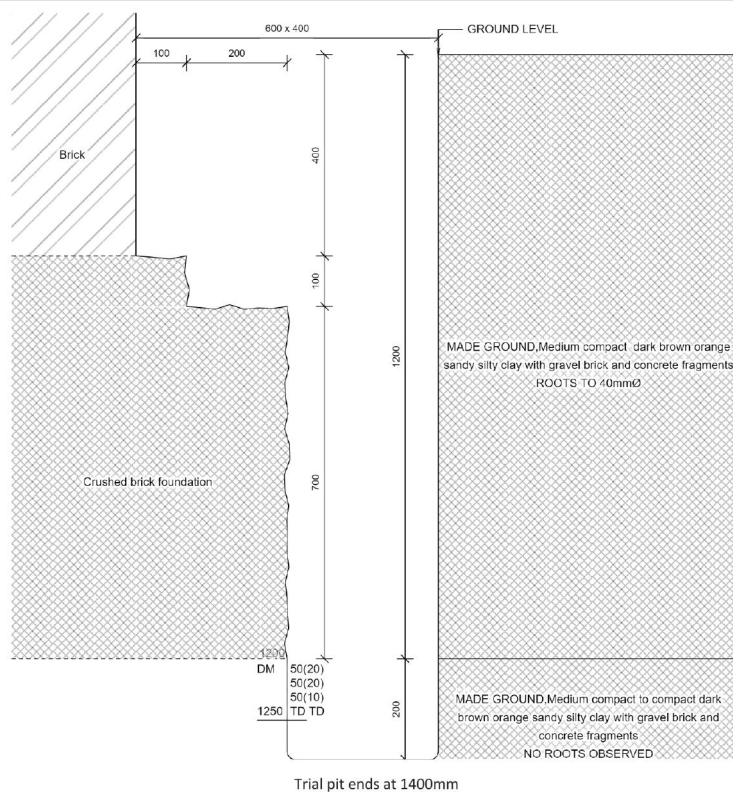 600 x 400
GROUND LEVEL
100
200
400
Brick
100
MADE GROUND,Medium compact dark brown orange
sandy silty clay with gravel brick and concrete fragments
ROOTS TO 40mmØ
1200
Crushed brick foundation
700
1200
DM 50(20)
50(20)
50(10)
1250 TD TD
200
MADE GROUND,Medium compact to compact dark
brown orange sandy silty clay with gravel brick and
concrete fragments
NO ROOTS OBSERVED
Trial pit ends at 1400mm